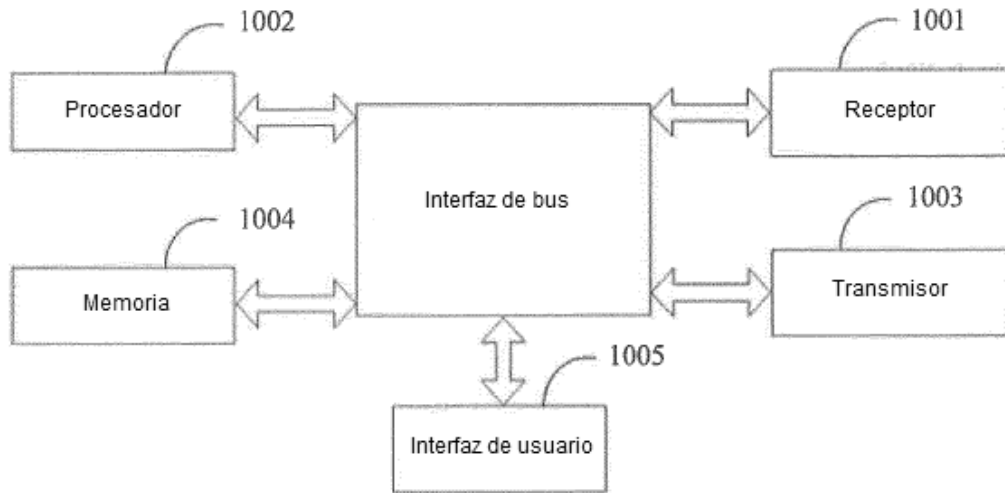 1002
1001
Procesador
Receptor
Interfaz de bus
1004
1003
Memoria
Transmisor
1005
Interfaz de usuario